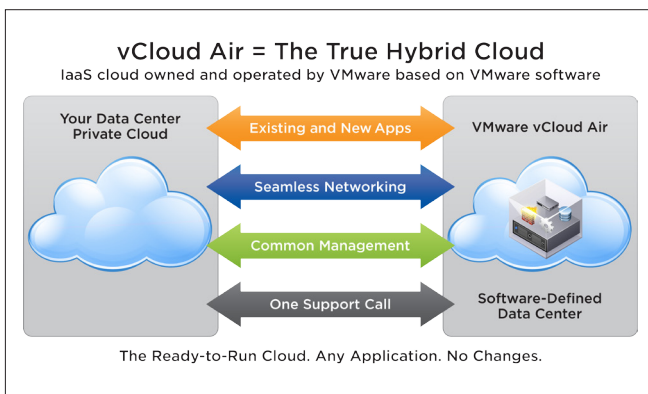 vCloud Air = The True Hybrid Cloud
IaaS cloud owned and operated by VMware based on VMware software
Your Data Center
Private Cloud
Existing and New Apps
Seamless Networking
Common Management
One Support Call
VMware vCloud Air
Software-Defined
Data Center
The Ready-to-Run Cloud. Any Application. No Changes.